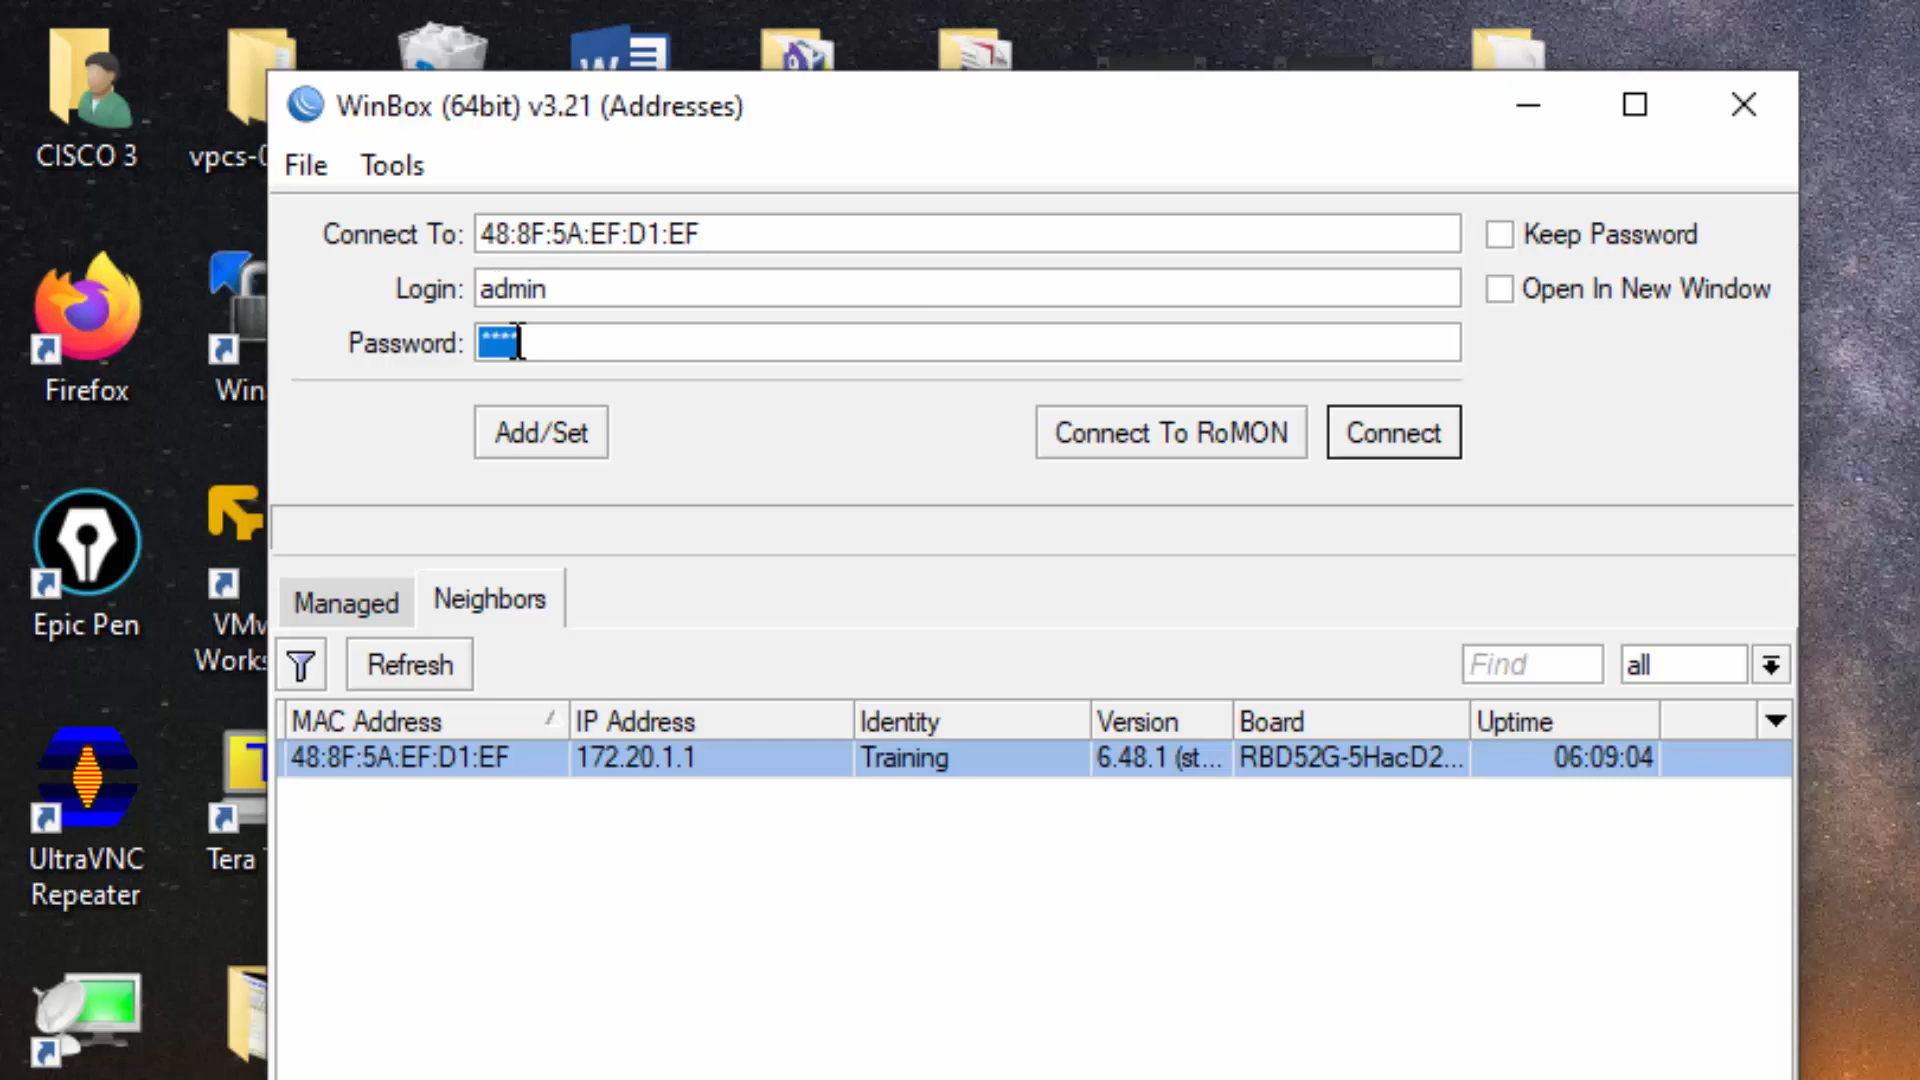 WinBox (64bit) v3.21 (Addresses)
File Tools
Connect To: 48:8F:5A:EF:D1:EF
Keep Password
Login: admin
Open In New Window
Password: ****
Add/Set
Connect To RoMON
Connect
Managed
Neighbors
Refresh
Find
all
MAC Address IP Address Identity Version Board Uptime
48:8F:5A:EF:D1:EF 172.20.1.1 Training 6.48.1 (st... RBD52G-5HacD2... 06:09:04
CISCO 3
vpcs-0
Firefox
Win
Epic Pen
VMw
Works
UltraVNC
Repeater
Tera T